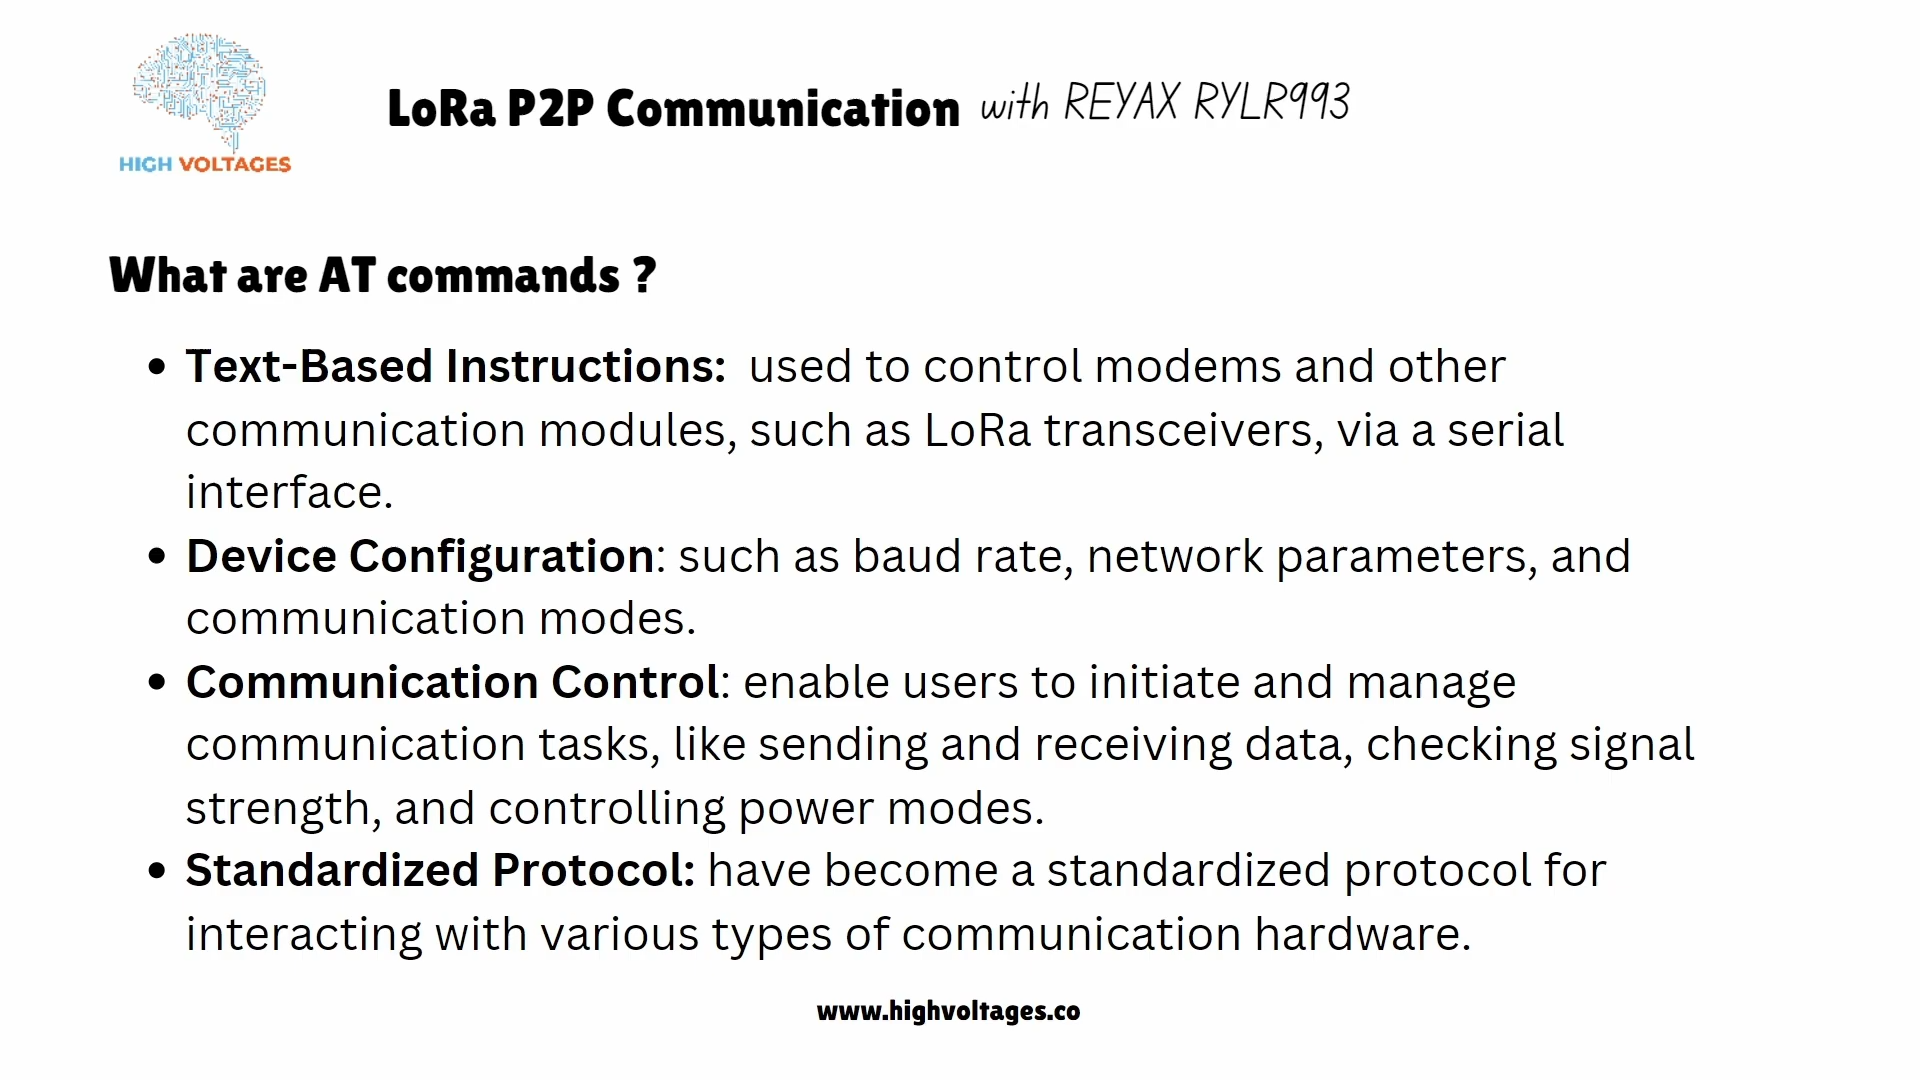 HIGH VOLTAGES
LoRa P2P Communication with REYAX RYLR993
What are AT commands ?
• Text-Based Instructions: used to control modems and other
communication modules, such as LoRa transceivers, via a serial
interface.
• Device Configuration: such as baud rate, network parameters, and
communication modes.
• Communication Control: enable users to initiate and manage
communication tasks, like sending and receiving data, checking signal
strength, and controlling power modes.
• Standardized Protocol: have become a standardized protocol for
interacting with various types of communication hardware.
www.highvoltages.co